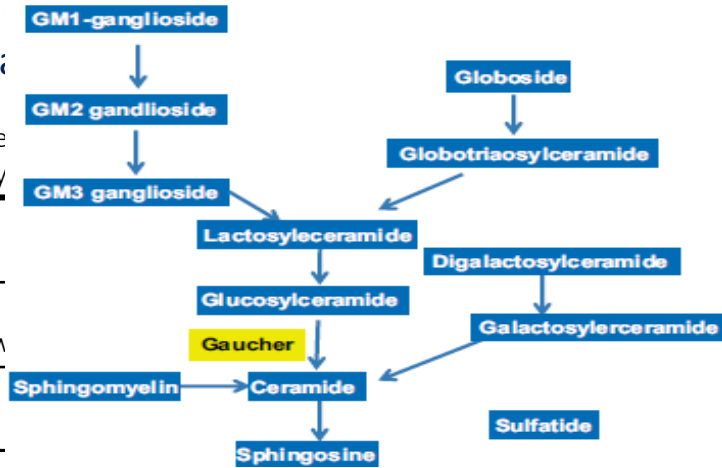 GM1-ganglioside
Globoside
GM2 gandlioside
Globotriaosylceramide
GM3 ganglioside
Lactosyleceramide
Digalactosylceramide
Glucosylceramide
Galactosylerceramide
Gaucher
Sphingomyelin
Ceramide
Sulfatide
Sphingosine